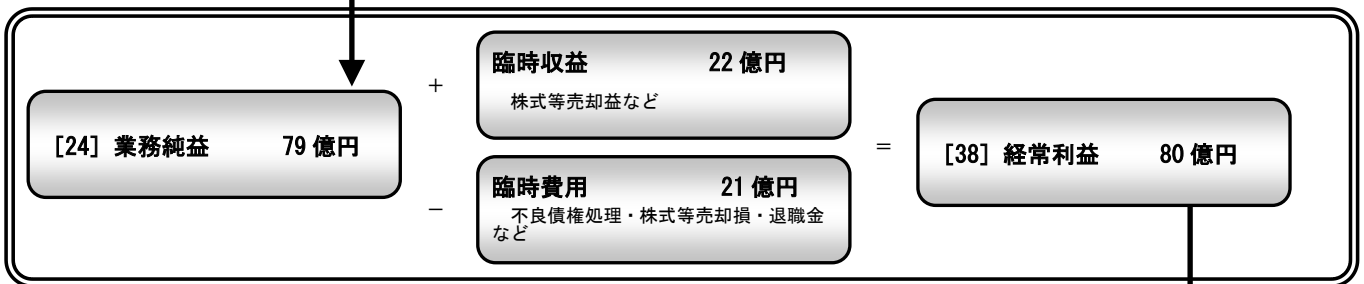 [24] 業務純益 79 億円
＋
臨時収益 22 億円
株式等売却益など
－
臨時費用 21 億円
不良債権処理・株式等売却損・退職金
など
＝
[38] 経常利益 80 億円